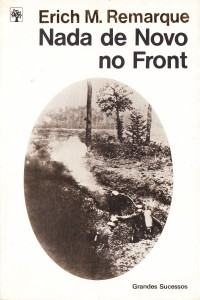 Erich M. Remarque
Nada de Novo
no Front
Grandes Sucessos